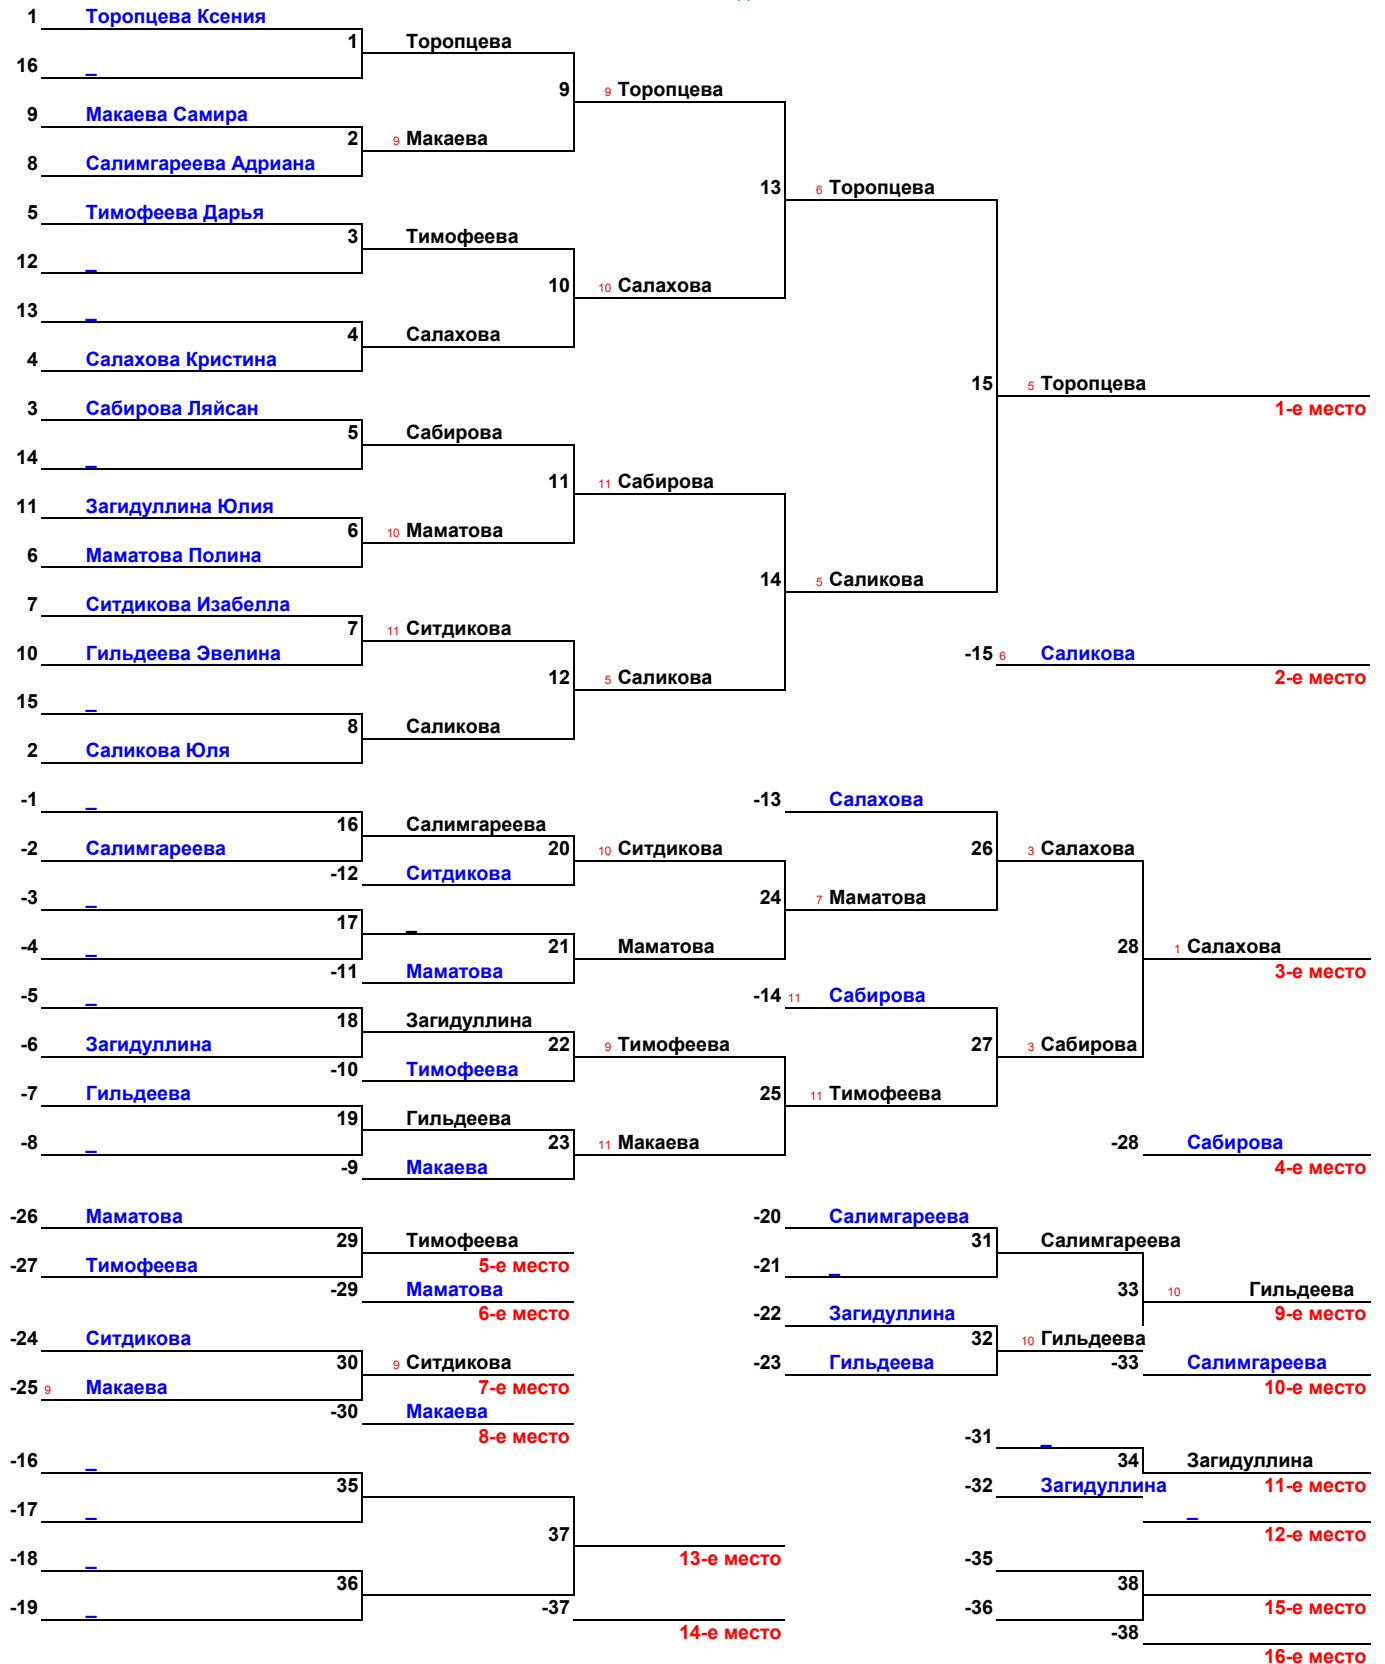 1 Торопцева Ксения
1 Торопцева
16 _
9 9 Торопцева
9 Макаева Самира
2 9 Макаева
8 Салимгареева Адриана
13 6 Торопцева
5 Тимофеева Дарья
3 Тимофеева
12 _
10 10 Салахова
13 _
4 Салахова
4 Салахова Кристина
15 5 Торопцева
3 Сабирова Ляйсан 1-е место
5 Сабирова
14 _
11 11 Сабирова
11 Загидуллина Юлия
6 10 Маматова
6 Маматова Полина
14 5 Саликова
7 Ситдикова Изабелла
7 11 Ситдикова
10 Гильдеева Эвелина -15 6 Саликова
12 5 Саликова 2-е место
15 _
8 Саликова
2 Саликова Юля
-1 _ -13 Салахова
16 Салимгареева
-2 Салимгареева 20 10 Ситдикова 26 3 Салахова
-12 Ситдикова
-3 _ 24 7 Маматова
17 _
-4 _ 21 Маматова 28 1 Салахова
-11 Маматова 3-е место
-5 _ -14 11 Сабирова
18 Загидуллина
-6 Загидуллина 22 9 Тимофеева 27 3 Сабирова
-10 Тимофеева
-7 Гильдеева 25 11 Тимофеева
19 Гильдеева
-8 _ 23 11 Макаева -28 Сабирова
-9 Макаева 4-е место
-26 Маматова -20 Салимгареева
29 Тимофеева 31 Салимгареева
-27 Тимофеева 5-е место -21 _
-29 Маматова 33 10 Гильдеева
6-е место -22 Загидуллина 9-е место
-24 Ситдикова 32 10 Гильдеева
30 9 Ситдикова -23 Гильдеева -33 Салимгареева
-25 9 Макаева 7-е место 10-е место
-30 Макаева
8-е место -31 _
-16 _ 34 Загидуллина
35 -32 Загидуллина 11-е место
-17 _ _
37 12-е место
-18 _ 13-е место -35
36 38
-19 _ -37 -36 15-е место
14-е место -38
16-е место